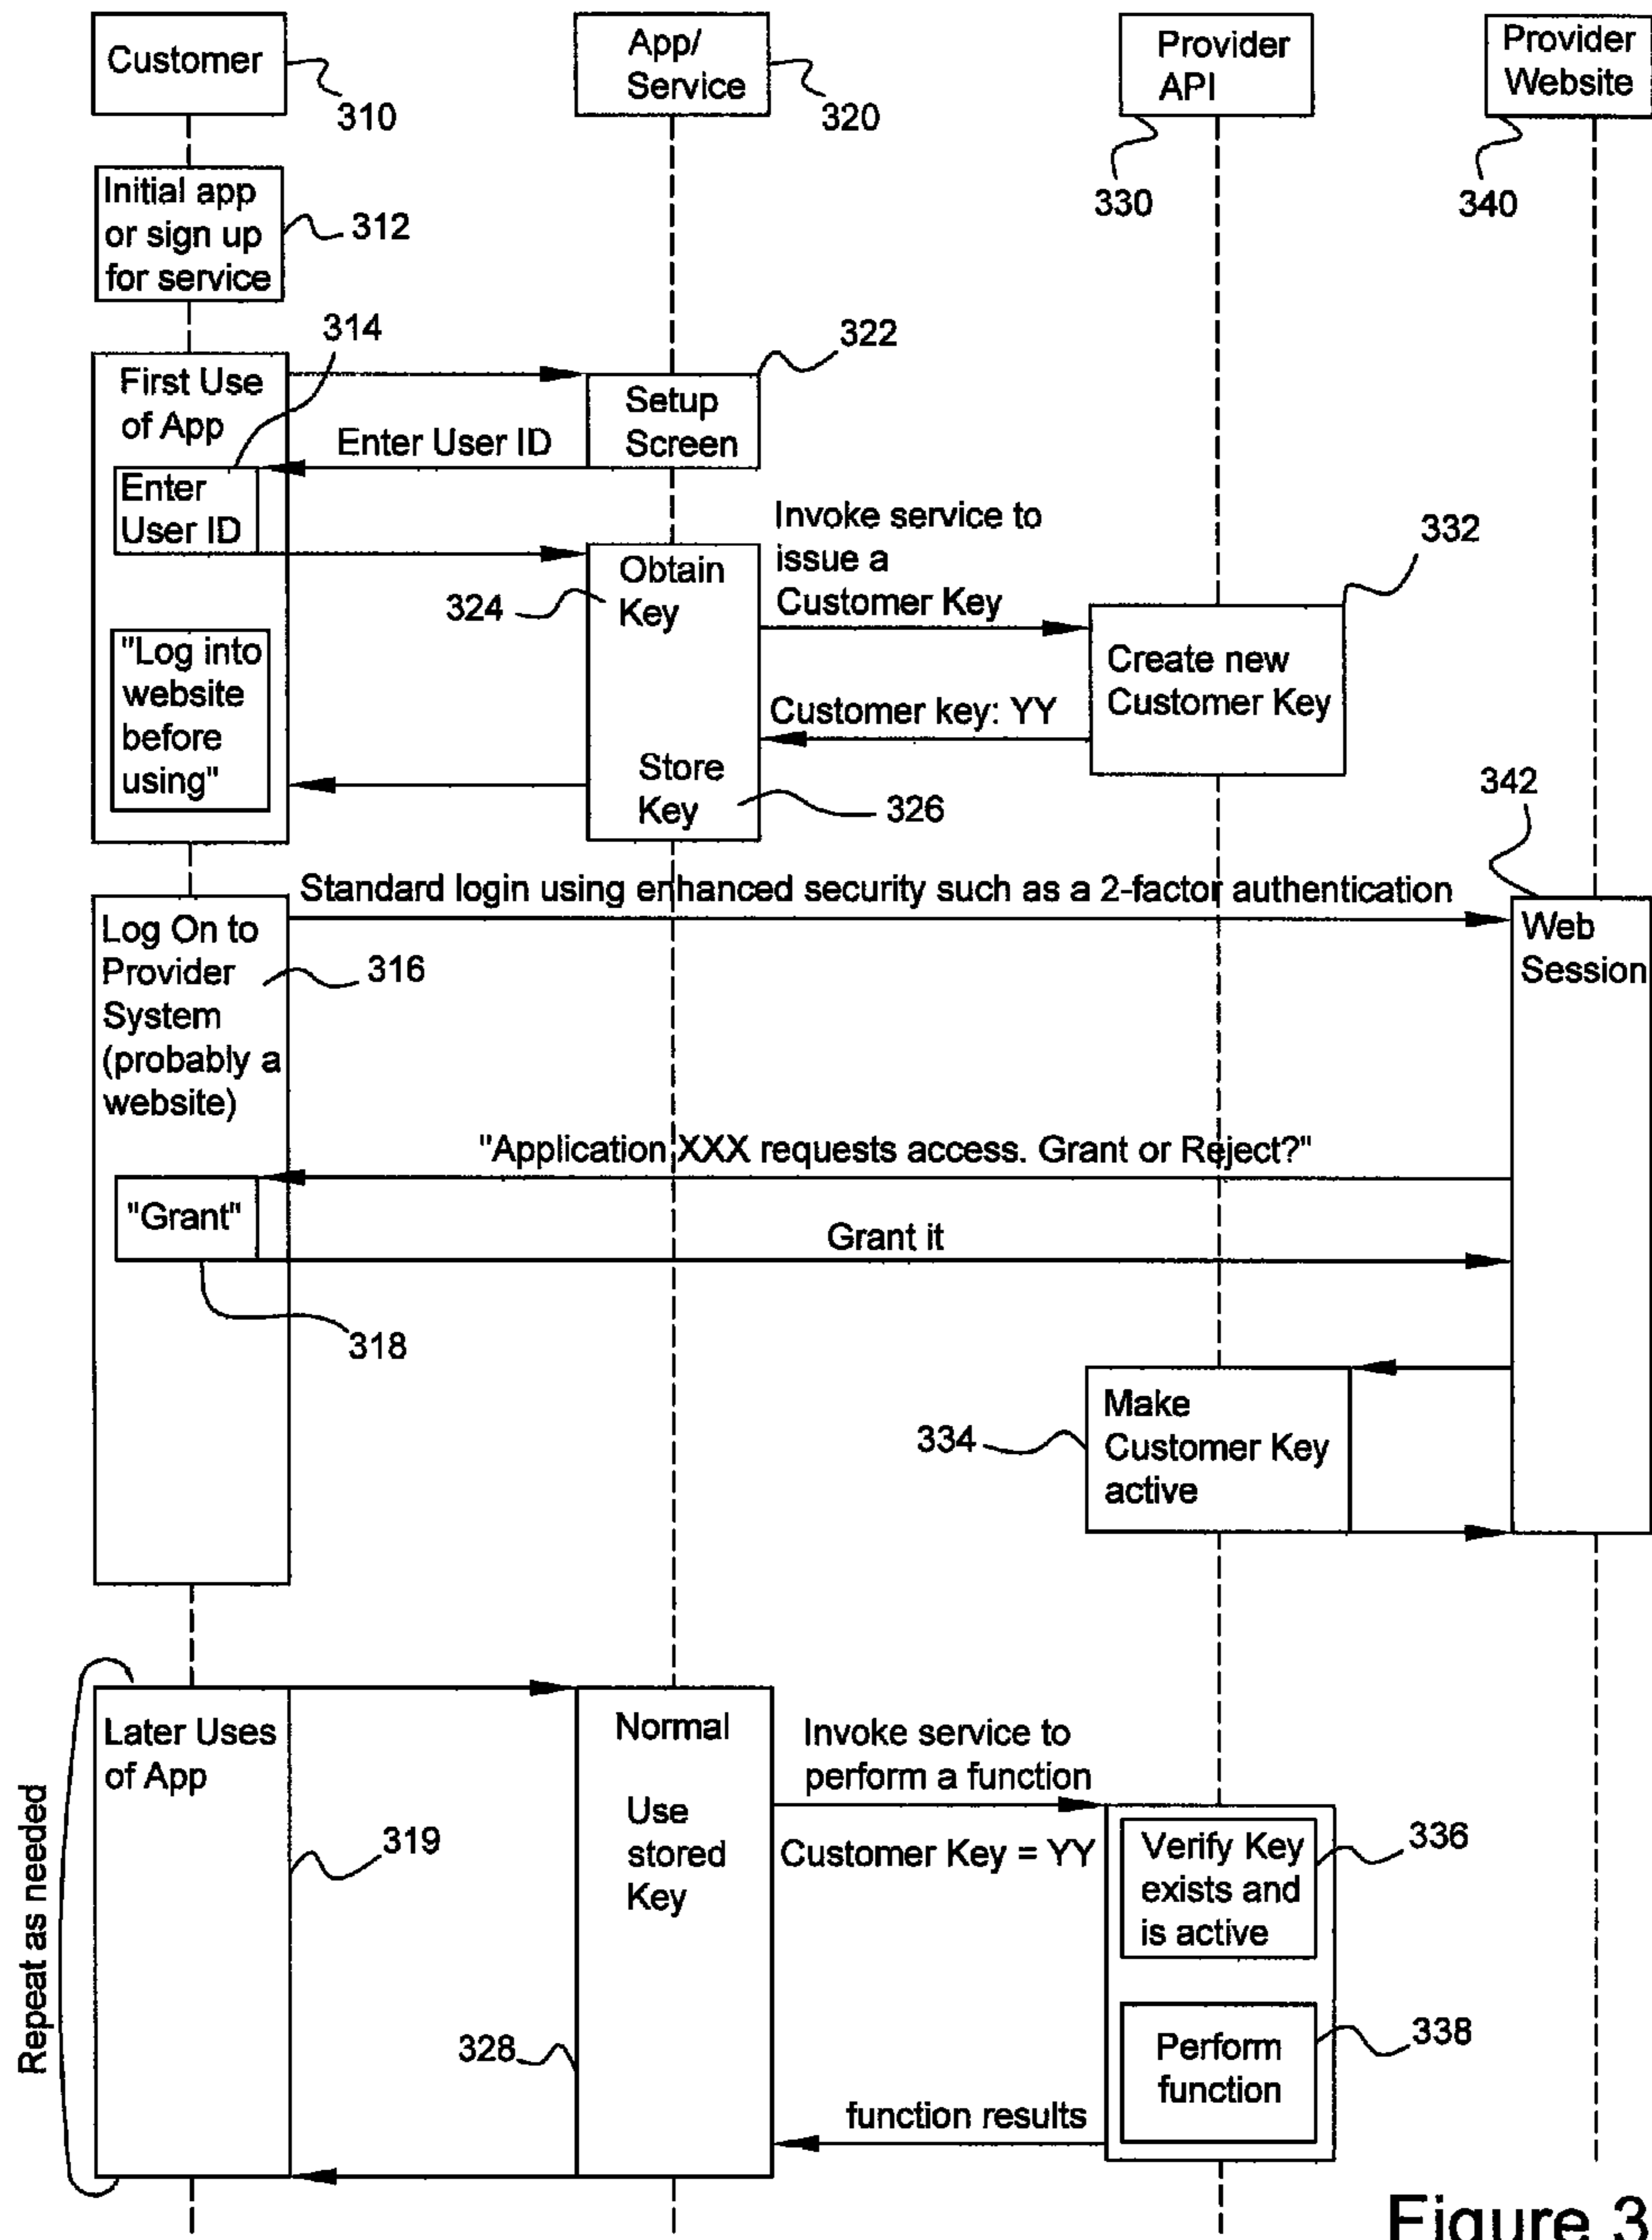 Customer
310
App/
Service
320
Provider
API
330
Provider
Website
340
Initial app
or sign up
for service
312
314
First Use
of App
322
Setup
Screen
Enter User ID
Enter
User ID
Invoke service to
issue a
Customer Key
332
Obtain
Key
324
Create new
Customer Key
"Log into
website
before
using"
Customer key: YY
Store
Key
326
342
Standard login using enhanced security such as a 2-factor authentication
Log On to
Provider
System
(probably a
website)
316
Web
Session
"Application XXX requests access. Grant or Reject?"
"Grant"
Grant it
318
334
Make
Customer Key
active
Repeat as needed
Later Uses
of App
319
Normal
Use
stored
Key
328
Invoke service to
perform a function
Customer Key = YY
Verify Key
exists and
is active
336
Perform
function
338
function results
Figure 3